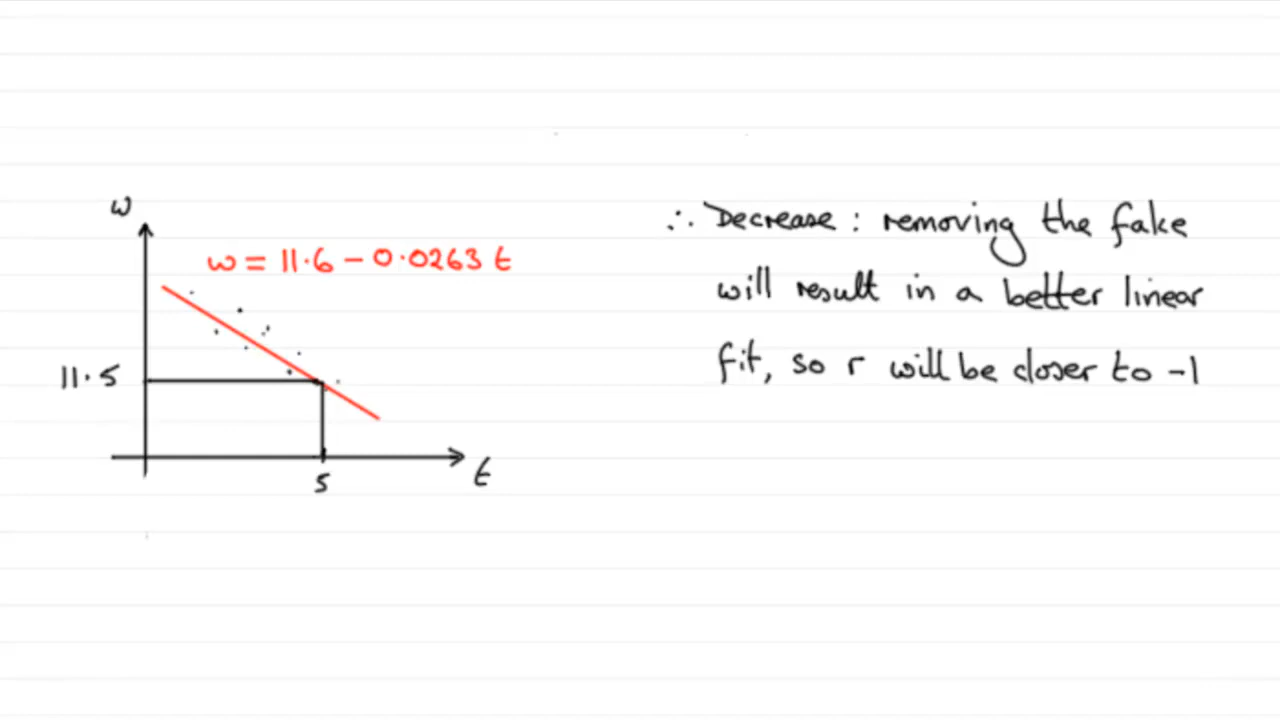 w
w = 11.6 - 0.0263 t
11.5
5
t
∴ Decrease: removing the fake
will result in a better linear
fit, so r will be closer to -1